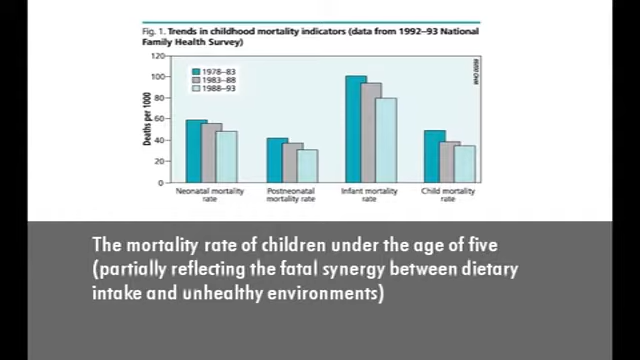 Fig. 1. Trends in childhood mortality indicators (data from 1992–93 National
Family Health Survey)
120
100
80
60
40
20
0
Deaths per 1000
1978–83
1983–88
1988–93
Neonatal mortality
rate
Postneonatal
mortality rate
Infant mortality
rate
Child mortality
rate
The mortality rate of children under the age of five
(partially reflecting the fatal synergy between dietary
intake and unhealthy environments)